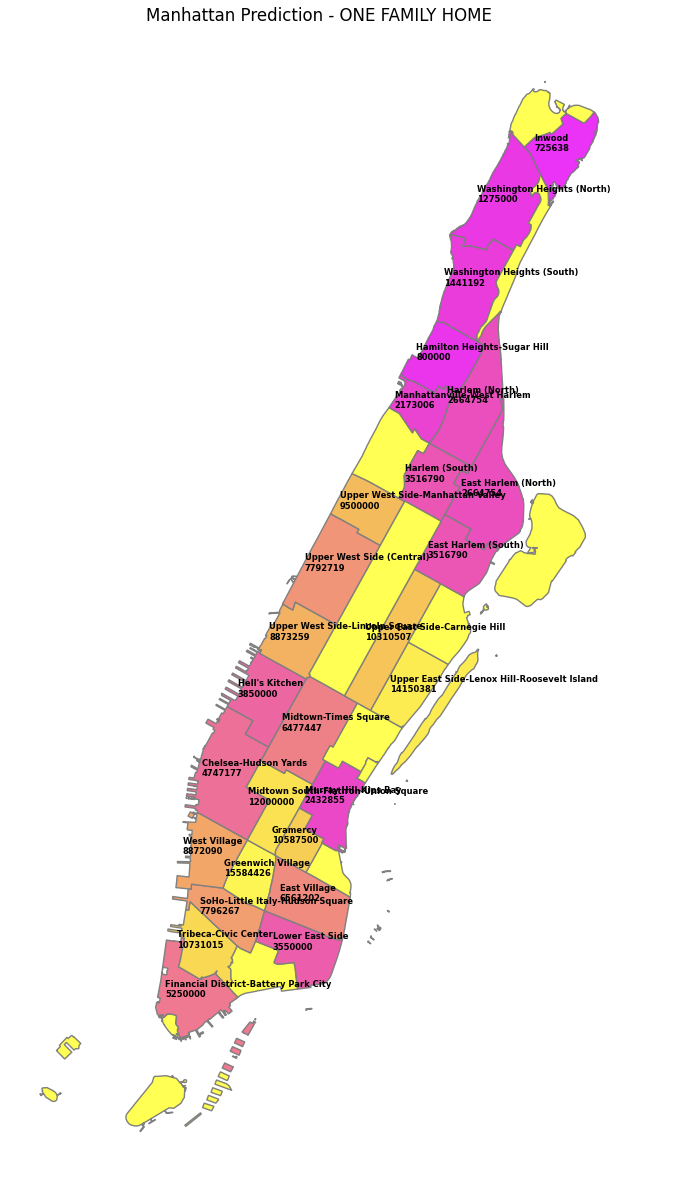 Manhattan Prediction - ONE FAMILY HOME
Inwood
725638
Washington Heights (North)
1275000
Washington Heights (South)
1441192
Hamilton Heights-Sugar Hill
800000
Harlem (North)
2664754
Manhattanville-West Harlem
2173006
Harlem (South)
3516790
East Harlem (North)
2664754
Upper West Side-Manhattan Valley
9500000
East Harlem (South)
3516790
Upper West Side (Central)
7792719
Upper West Side-Lincoln Square
8873259
Upper East Side-Carnegie Hill
10310507
Upper East Side-Lenox Hill-Roosevelt Island
14150381
Hell's Kitchen
3850000
Midtown-Times Square
6477447
Chelsea-Hudson Yards
4747177
Midtown South-Flatiron-Union Square
12000000
Murray Hill-Kips Bay
2432855
Gramercy
10587500
West Village
8872090
Greenwich Village
15584426
East Village
6561202
SoHo-Little Italy-Hudson Square
7796267
Tribeca-Civic Center
10731015
Lower East Side
3550000
Financial District-Battery Park City
5250000